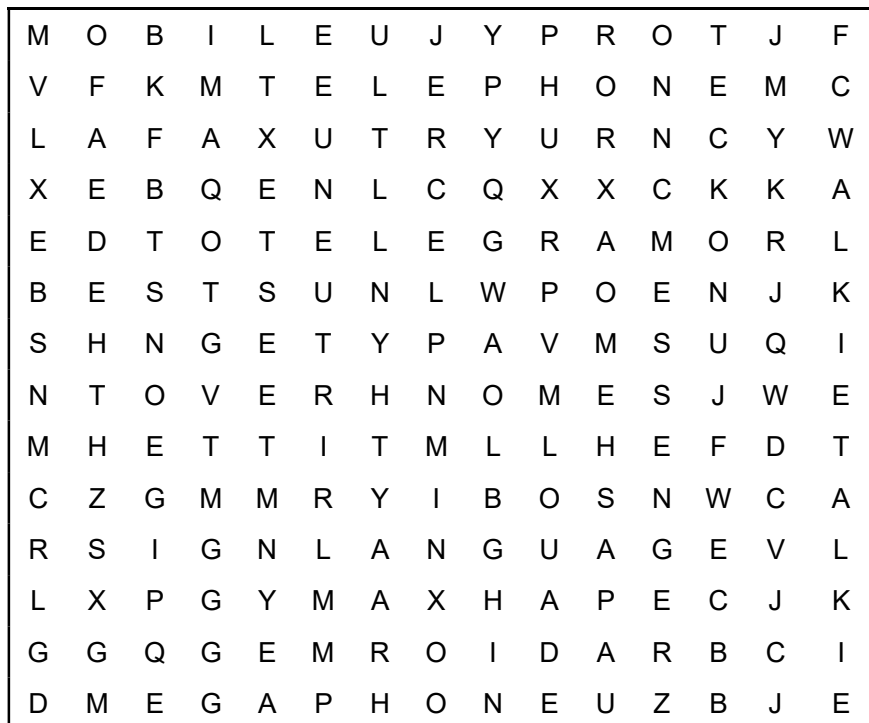 M O B I L E U J Y P R O T J F
V F K M T E L E P H O N E M C
L A F A X U T R Y U R N C Y W
X E B Q E N L C Q X X C K K A
E D T O T E L E G R A M O R L
B E S T S U N L W P O E N J K
S H N G E T Y P A V M S U Q I
N T O V E R H N O M E S J W E
M H E T T I T M L L H E F D T
C Z G M M R Y I B O S N W C A
R S I G N L A N G U A G E V L
L X P G Y M A X H A P E C J K
G G Q G E M R O I D A R B C I
D M E G A P H O N E U Z B J E